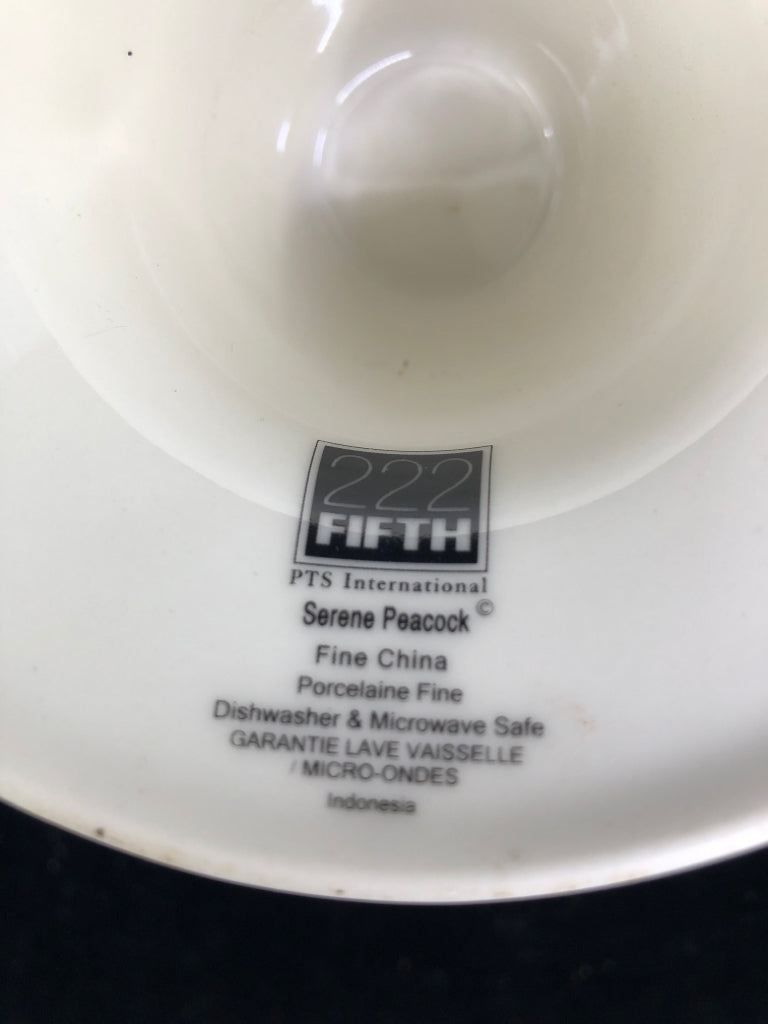 222
FIFTH
PTS International
Serene Peacock©
Fine China
Porcelaine Fine
Dishwasher & Microwave Safe
GARANTIE LAVE VAISSELLE
/ MICRO-ONDES
Indonesia